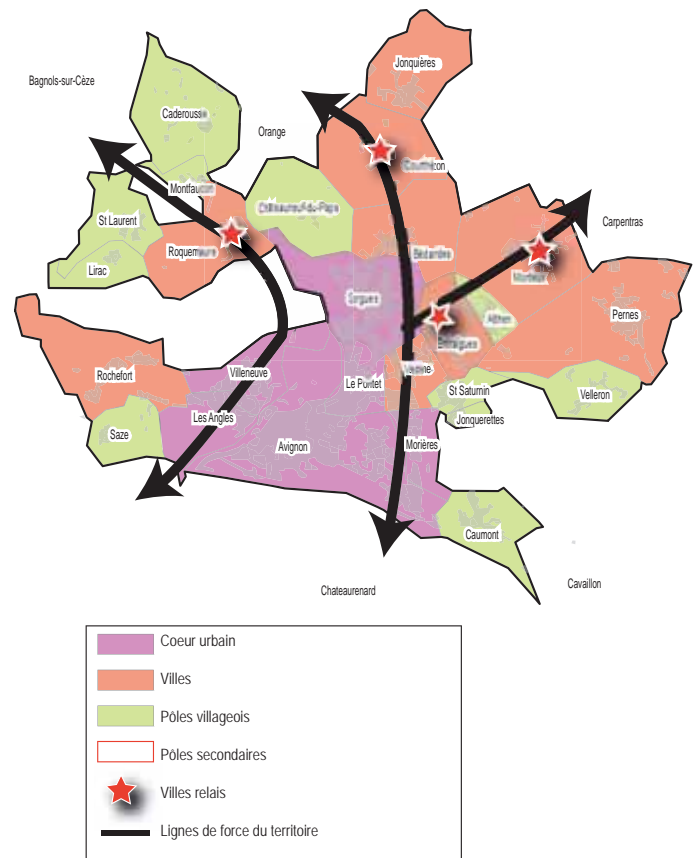 Jonquières
Bagnols-sur-Cèze
Caderousse
Orange
Courthézon
Montfaucon
Châteauneuf-du-Pape
St Laurent
Carpentras
Roquemaure
Bédarrides
Monteux
Lirac
Sorgues
Althen
Pernes
Entraigues
Vedène
Rochefort
Villeneuve
Le Pontet
St Saturnin
Velleron
Les Angles
Jonquerettes
Saze
Avignon
Morières
Caumont
Cavaillon
Chateaurenard
Coeur urbain
Villes
Pôles villageois
Pôles secondaires
Villes relais
Lignes de force du territoire